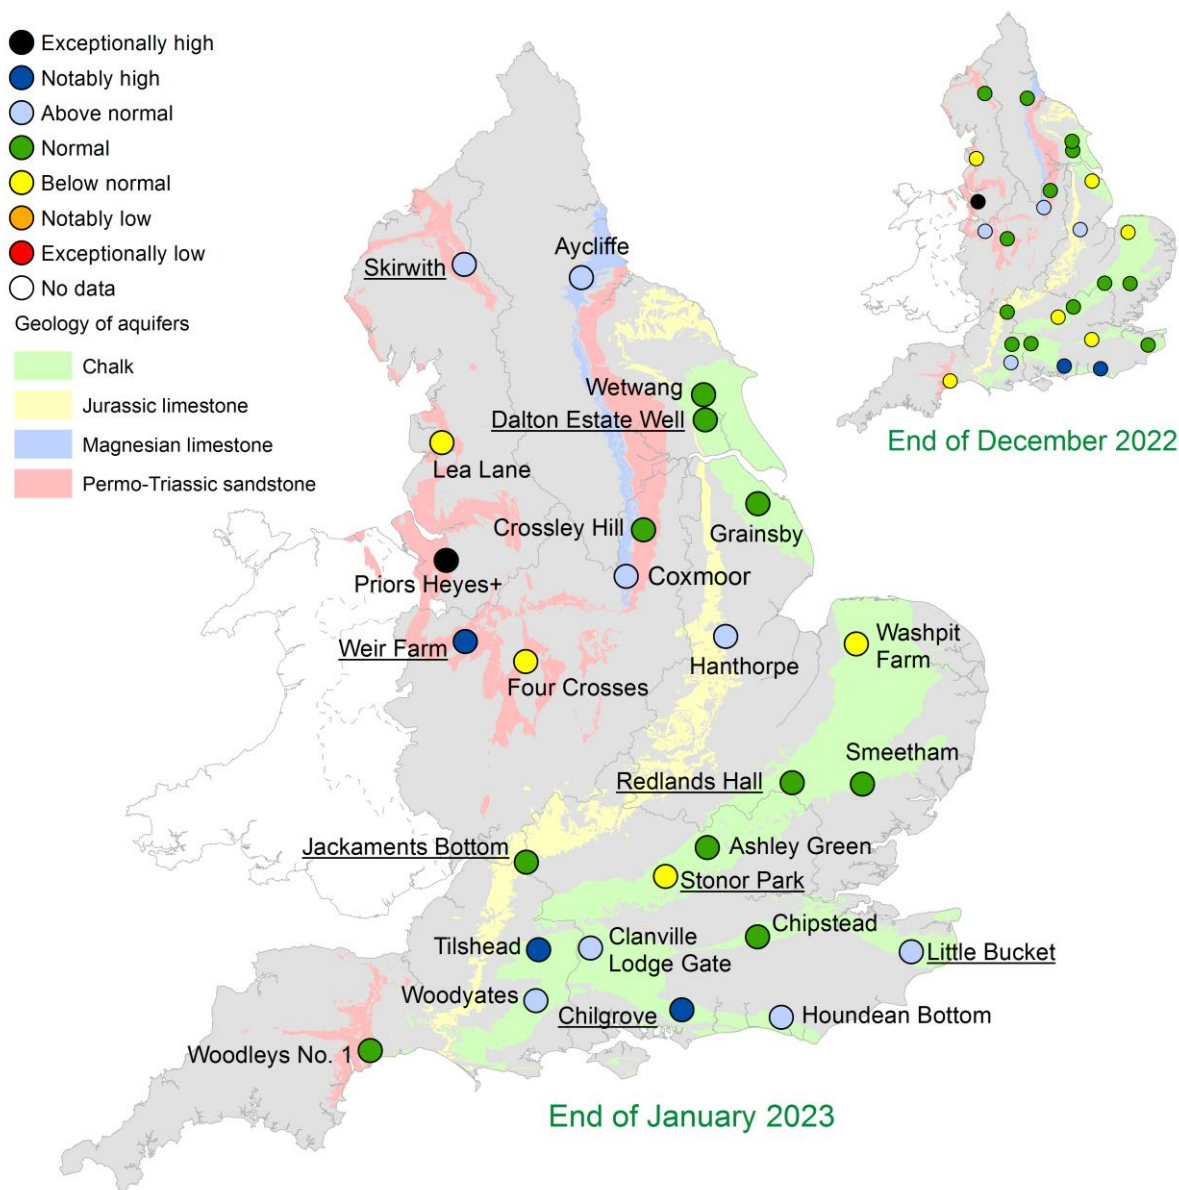 Exceptionally high
Notably high
Above normal
Normal
Below normal
Notably low
Exceptionally low
No data
Geology of aquifers
Chalk
Jurassic limestone
Magnesian limestone
Permo-Triassic sandstone
End of December 2022
Aycliffe
Skirwith
Wetwang
Dalton Estate Well
Lea Lane
Crossley Hill
Grainsby
Priors Heyes+
Coxmoor
Weir Farm
Hanthorpe
Washpit
Farm
Four Crosses
Smeetham
Redlands Hall
Jackaments Bottom
Ashley Green
Stonor Park
Tilshead
Clanville
Lodge Gate
Chipstead
Little Bucket
Woodyates
Chilgrove
Houndean Bottom
Woodleys No. 1
End of January 2023